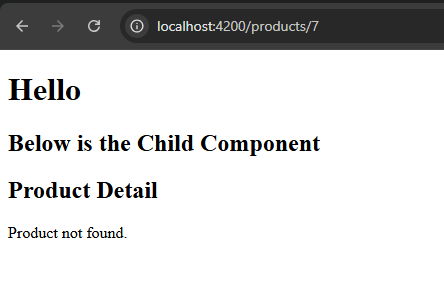 localhost:4200/products/7
Hello
Below is the Child Component
Product Detail
Product not found.